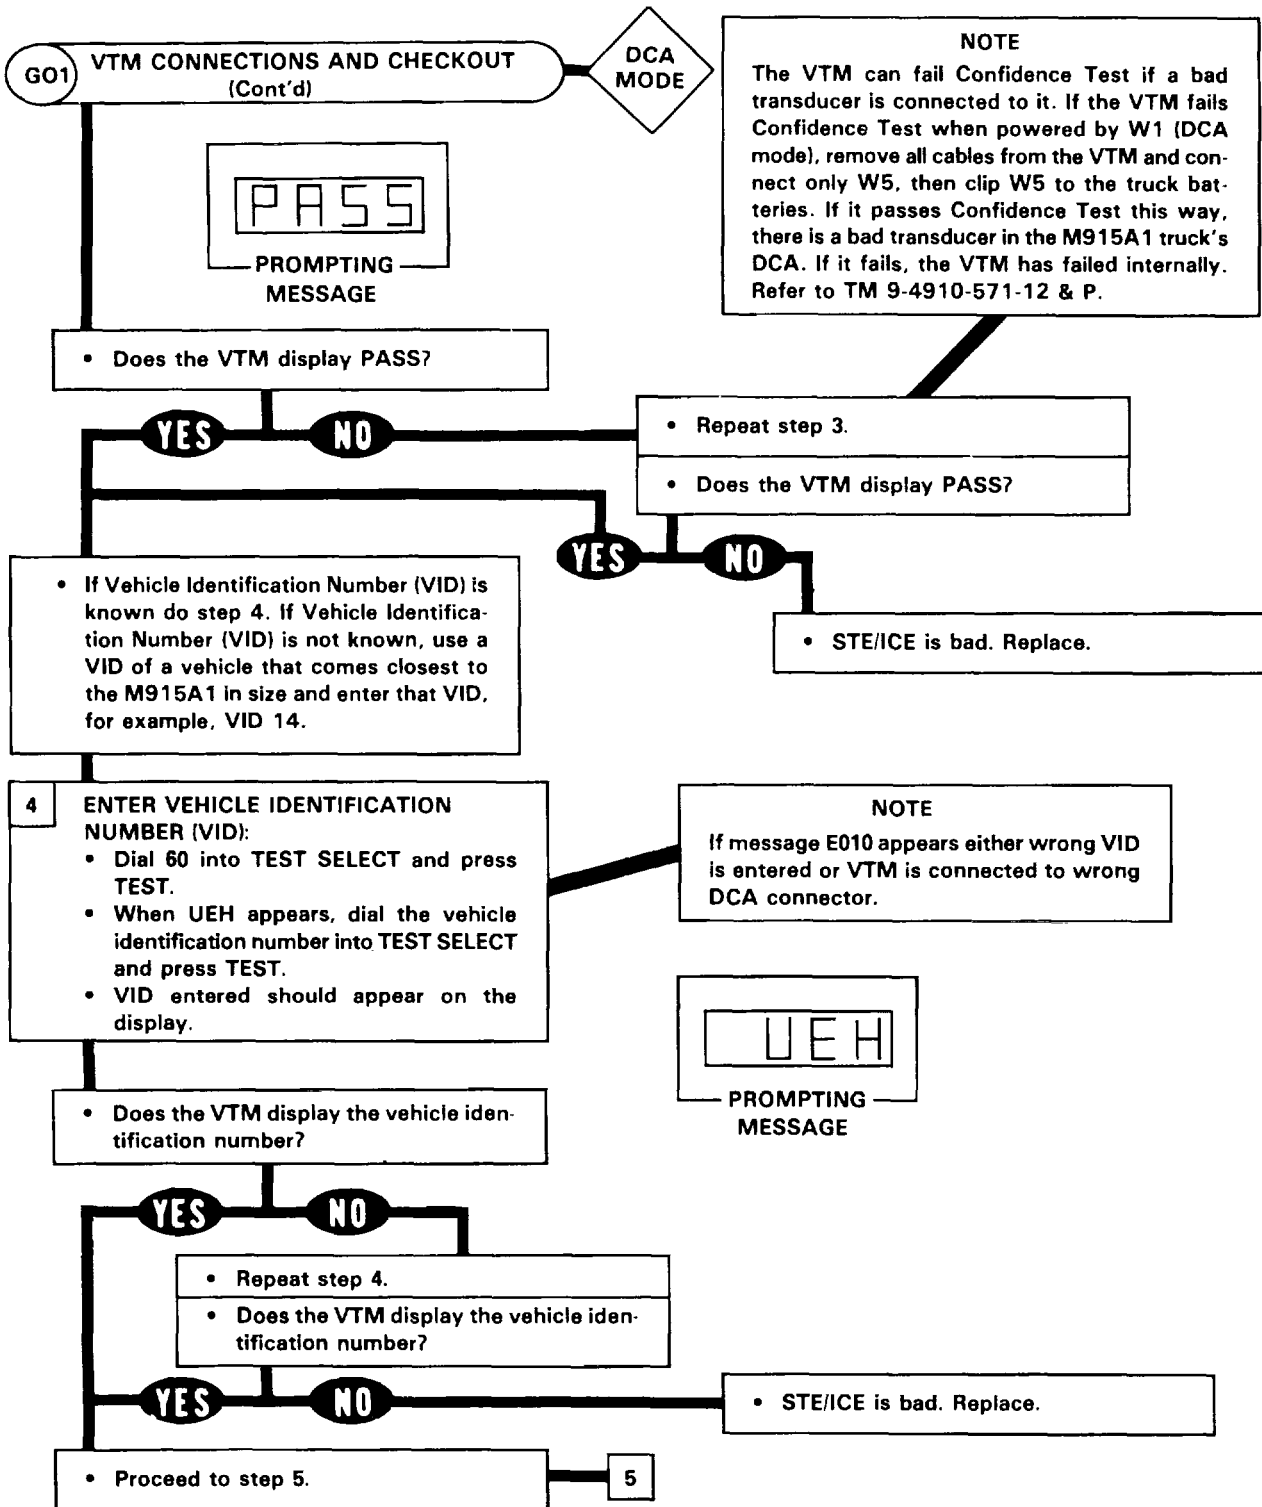 GO1
VTM CONNECTIONS AND CHECKOUT
(Cont'd)
DCA
MODE
NOTE
The VTM can fail Confidence Test if a bad
transducer is connected to it. If the VTM fails
Confidence Test when powered by W1 (DCA
mode), remove all cables from the VTM and con-
nect only W5, then clip W5 to the truck bat-
teries. If it passes Confidence Test this way,
there is a bad transducer in the M915A1 truck's
DCA. If it fails, the VTM has failed internally.
Refer to TM 9-4910-571-12 & P.
PASS
PROMPTING
MESSAGE
• Does the VTM display PASS?
YES
NO
• Repeat step 3.
• Does the VTM display PASS?
YES
NO
• STE/ICE is bad. Replace.
• If Vehicle Identification Number (VID) is
known do step 4. If Vehicle Identifica-
tion Number (VID) is not known, use a
VID of a vehicle that comes closest to
the M915A1 in size and enter that VID,
for example, VID 14.
4
ENTER VEHICLE IDENTIFICATION
NUMBER (VID):
• Dial 60 into TEST SELECT and press
TEST.
• When UEH appears, dial the vehicle
identification number into TEST SELECT
and press TEST.
• VID entered should appear on the
display.
NOTE
If message E010 appears either wrong VID
is entered or VTM is connected to wrong
DCA connector.
UEH
PROMPTING
MESSAGE
• Does the VTM display the vehicle iden-
tification number?
YES
NO
• Repeat step 4.
• Does the VTM display the vehicle iden-
tification number?
YES
NO
• STE/ICE is bad. Replace.
• Proceed to step 5.
5